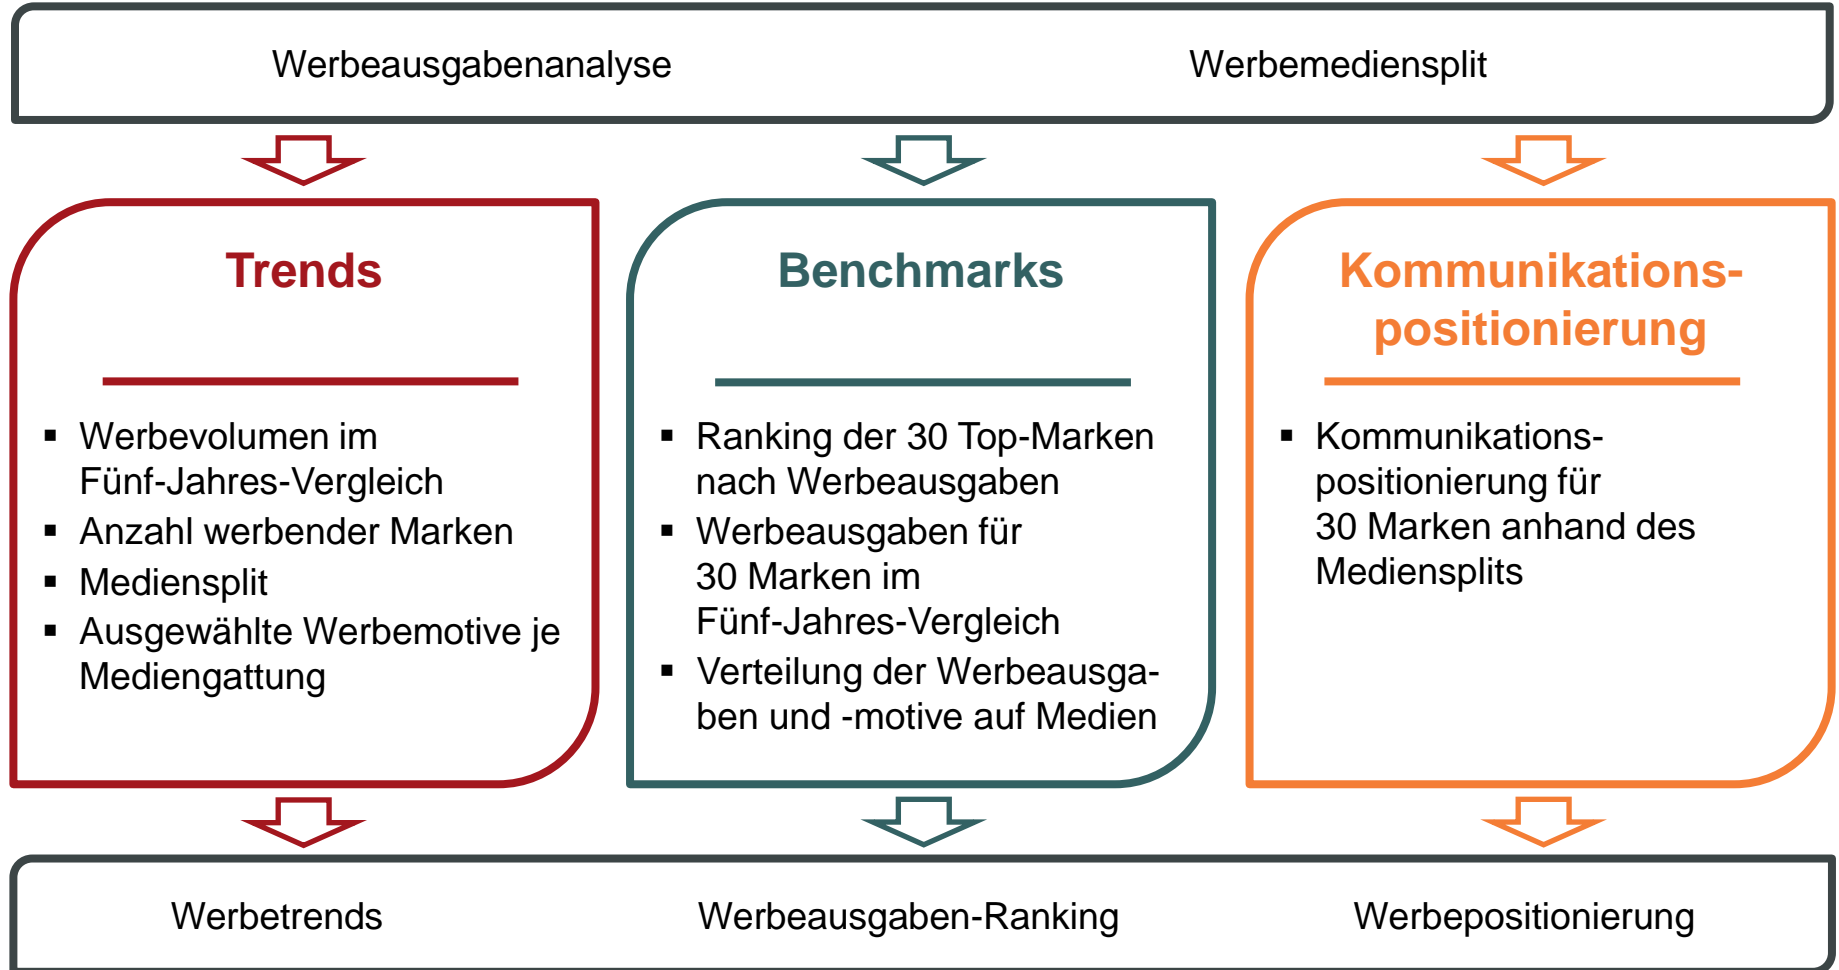 Werbeausgabenanalyse
Werbemediensplit
Trends
▪ Werbevolumen im
Fünf-Jahres-Vergleich
▪ Anzahl werbender Marken
▪ Mediensplit
▪ Ausgewählte Werbemotive je
Mediengattung
Benchmarks
▪ Ranking der 30 Top-Marken
nach Werbeausgaben
▪ Werbeausgaben für
30 Marken im
Fünf-Jahres-Vergleich
▪ Verteilung der Werbeausga-
ben und -motive auf Medien
Kommunikations-
positionierung
▪ Kommunikations-
positionierung für
30 Marken anhand des
Mediensplits
Werbetrends
Werbeausgaben-Ranking
Werbepositionierung